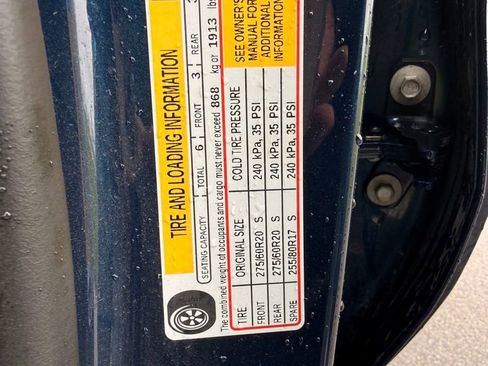 TIRE AND LOADING INFORMATION
SEATING CAPACITY TOTAL 6 FRONT 3 REAR
The combined weight of occupants and cargo must never exceed 868 kg or 1913 lbs
TIRE ORIGINAL SIZE COLD TIRE PRESSURE
FRONT 275/60R20 S 240 kPa, 35 PSI
REAR 275/60R20 S 240 kPa, 35 PSI
SPARE 255/80R17 S 240 kPa, 35 PSI
SEE OWNER'S
MANUAL FOR
ADDITIONAL
INFORMATION